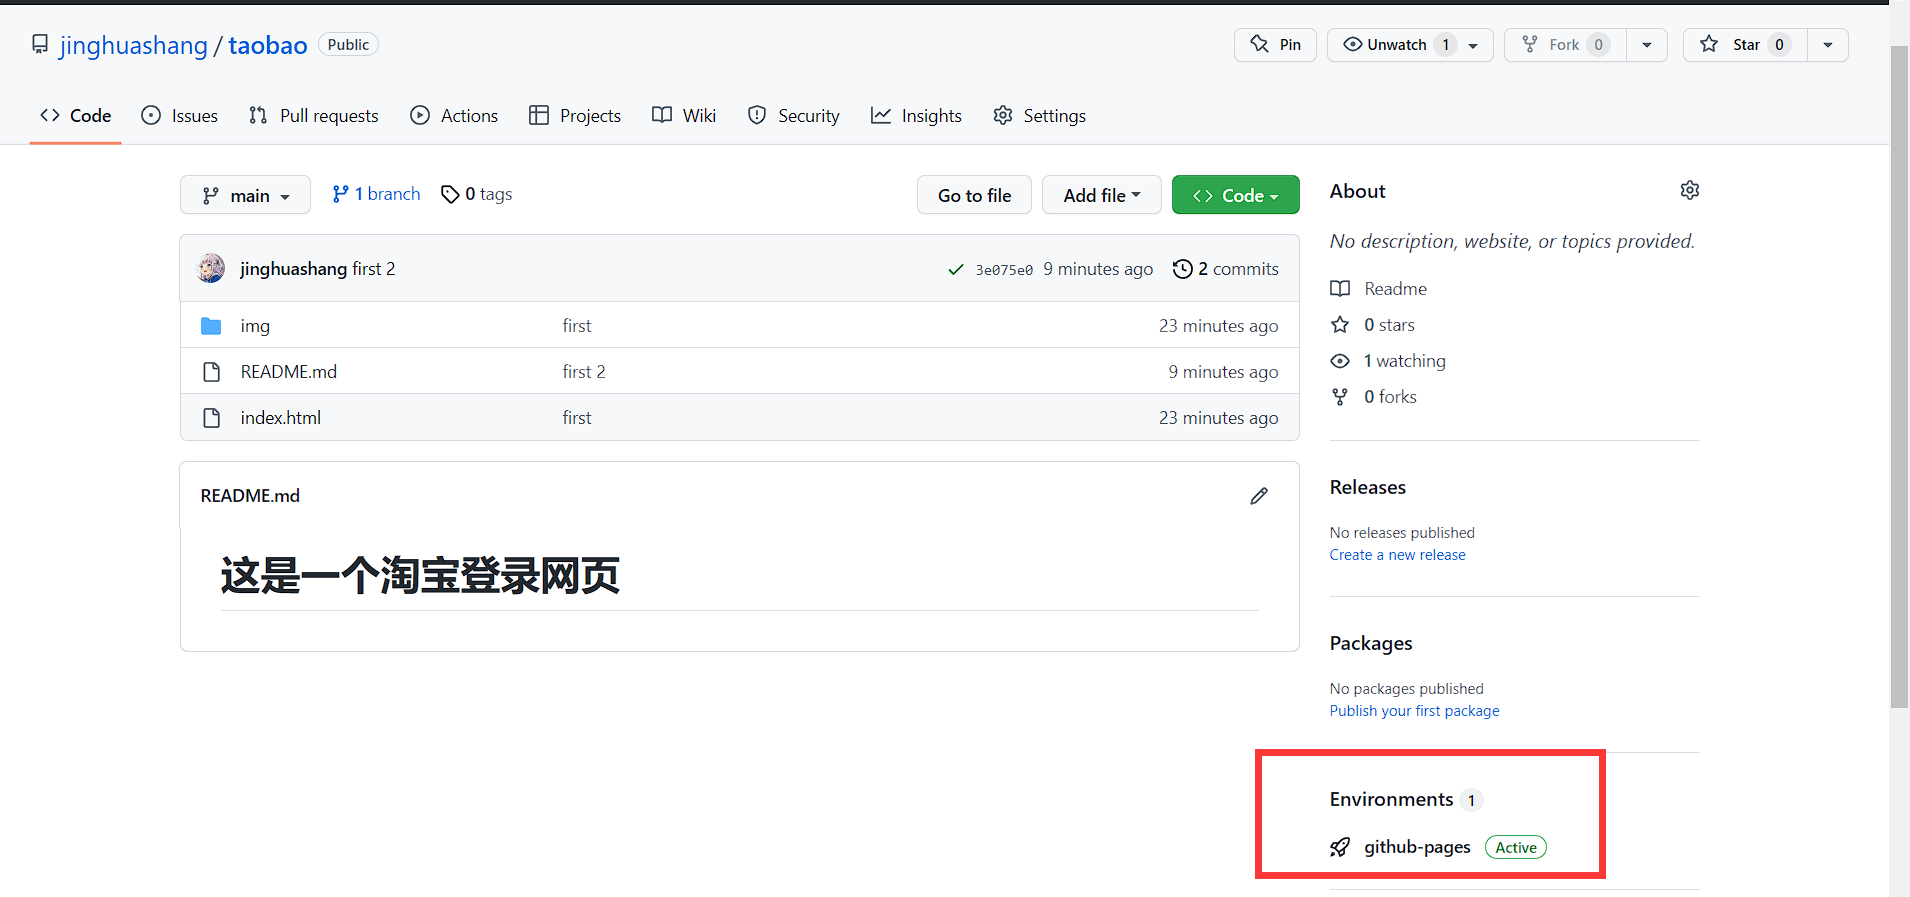 jinghuashang / taobao Public
Pin
Unwatch 1
Fork 0
Star 0
Code
Issues
Pull requests
Actions
Projects
Wiki
Security
Insights
Settings
main
1 branch
0 tags
Go to file
Add file
Code
jinghuashang first 2
3e075e0 9 minutes ago
2 commits
img first 23 minutes ago
README.md first 2 9 minutes ago
index.html first 23 minutes ago
README.md
这是一个淘宝登录网页
About
No description, website, or topics provided.
Readme
0 stars
1 watching
0 forks
Releases
No releases published
Create a new release
Packages
No packages published
Publish your first package
Environments 1
github-pages Active